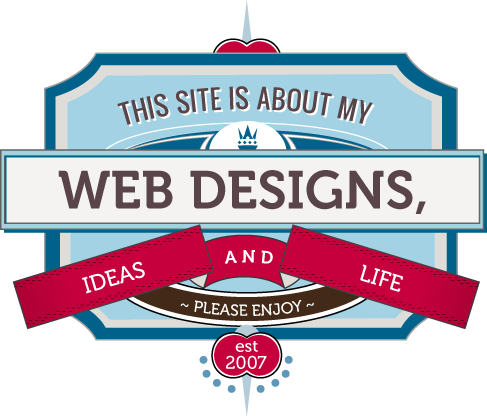 THIS SITE IS ABOUT MY
WEB DESIGNS,
IDEAS AND LIFE
~ PLEASE ENJOY ~
est
2007